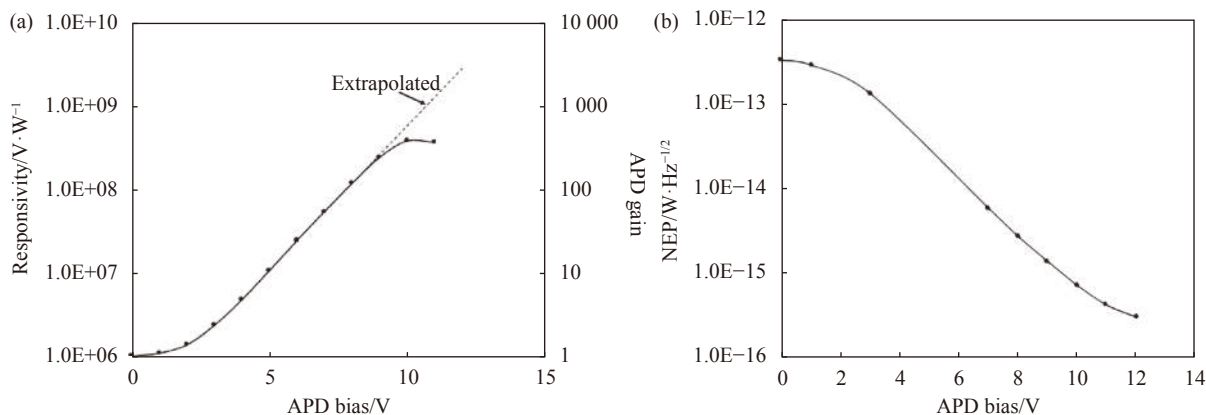 (a)
1.0E+10
1.0E+09
1.0E+08
1.0E+07
1.0E+06
Responsivity/V·W⁻¹
Extrapolated
10 000
1 000
100
10
1
APD gain
0 5 10 15
APD bias/V
(b)
1.0E−12
1.0E−13
1.0E−14
1.0E−15
1.0E−16
NEP/W·Hz⁻¹/²
0 2 4 6 8 10 12 14
APD bias/V